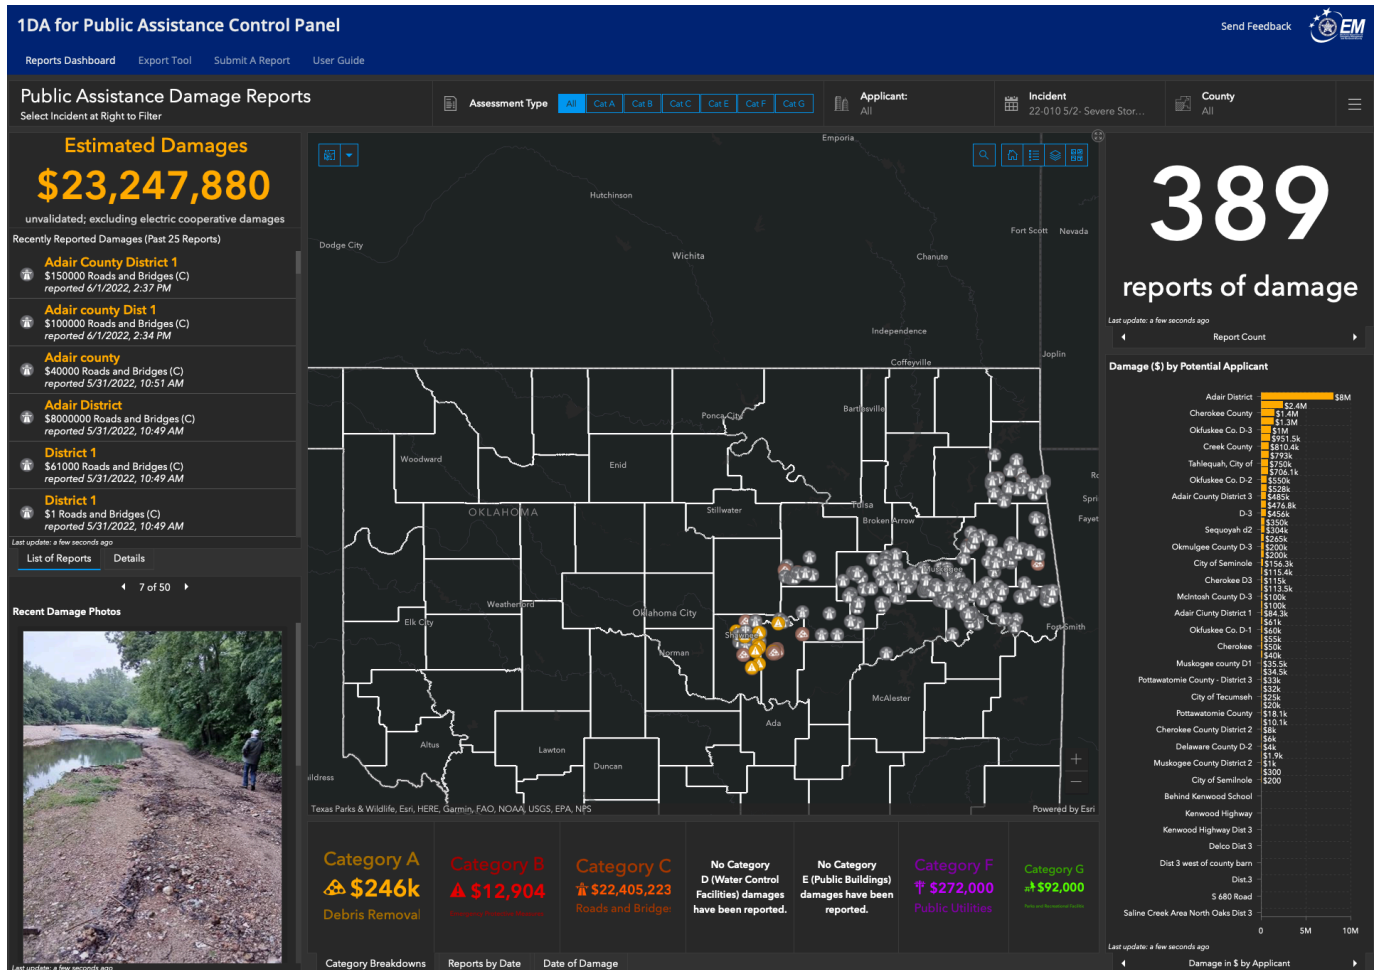 1DA for Public Assistance Control Panel
Send Feedback
EM
Reports Dashboard
Export Tool
Submit A Report
User Guide
Public Assistance Damage Reports
Select Incident at Right to Filter
Assessment Type
All
Cat A
Cat B
Cat C
Cat E
Cat F
Cat G
Applicant:
All
Incident
22-010 5/2- Severe Stor...
County
All
Estimated Damages
$23,247,880
unvalidated; excluding electric cooperative damages
Recently Reported Damages (Past 25 Reports)
Adair County District 1
$150000 Roads and Bridges (C)
reported 6/1/2022, 2:37 PM
Adair county Dist 1
$100000 Roads and Bridges (C)
reported 6/1/2022, 2:34 PM
Adair county
$40000 Roads and Bridges (C)
reported 5/31/2022, 10:51 AM
Adair District
$8000000 Roads and Bridges (C)
reported 5/31/2022, 10:49 AM
District 1
$61000 Roads and Bridges (C)
reported 5/31/2022, 10:49 AM
District 1
$1 Roads and Bridges (C)
reported 5/31/2022, 10:49 AM
Last update: a few seconds ago
List of Reports
Details
7 of 50
Recent Damage Photos
Last update: a few seconds ago
Emporia
Hutchinson
Dodge City
Fort Scott
Nevada
Wichita
Chanute
Independence
Coffeyville
Joplin
Ponca City
Bartlesville
Woodward
Enid
Ro
Spri
OKLAHOMA
Stillwater
Tulsa
Broken Arrow
Fayet
Muskogee
Weatherford
Oklahoma City
Elk City
Shawnee
Fort Smith
Norman
McAlester
Ada
Altus
Lawton
Duncan
ildress
Texas Parks & Wildlife, Esri, HERE, Garmin, FAO, NOAA, USGS, EPA, NPS
Powered by Esri
Category A
$246k
Debris Removal
Category B
$12,904
Category C
$22,405,223
Roads and Bridge
No Category
D (Water Control
Facilities) damages
have been reported.
No Category
E (Public Buildings)
damages have been
reported.
Category F
$272,000
Public Utilities
Category G
$92,000
Category Breakdowns
Reports by Date
Date of Damage
389
reports of damage
Last update: a few seconds ago
Report Count
Damage ($) by Potential Applicant
Adair District $8M
$2.4M
Cherokee County $1.4M
$1.3M
Okfuskee Co. D-3 $1M
$951.5k
Creek County $810.4k
$793k
Tahlequah, City of $750k
$706.1k
Okfuskee Co. D-2 $550k
$528k
Adair County District 3 $485k
$476.8k
D-3 $456k
$350k
Sequoyah d2 $304k
$265k
Okmulgee County D-3 $200k
$200k
City of Seminole $156.3k
$115.4k
Cherokee D3 $115k
$113.5k
McIntosh County D-3 $100k
$100k
Adair Ciunty District 1 $84.3k
$61k
Okfuskee Co. D-1 $60k
$55k
Cherokee $50k
$40k
Muskogee county D1 $35.5k
$34.5k
Pottawatomie County - District 3 $33k
$32k
City of Tecumseh $25k
$20k
Pottawatomie County $18.1k
$10.1k
Cherokee County District 2 $8k
$6k
Delaware County D-2 $4k
$1.9k
Muskogee County District 2 $1k
$300
City of Semilnole $200
Behind Kenwood School
Kenwood Highway
Kenwood Highway Dist 3
Delco Dist 3
Dist 3 west of county barn
Dist.3
S 680 Road
Saline Creek Area North Oaks Dist 3
0
5M
10M
Last update: a few seconds ago
Damage in $ by Applicant